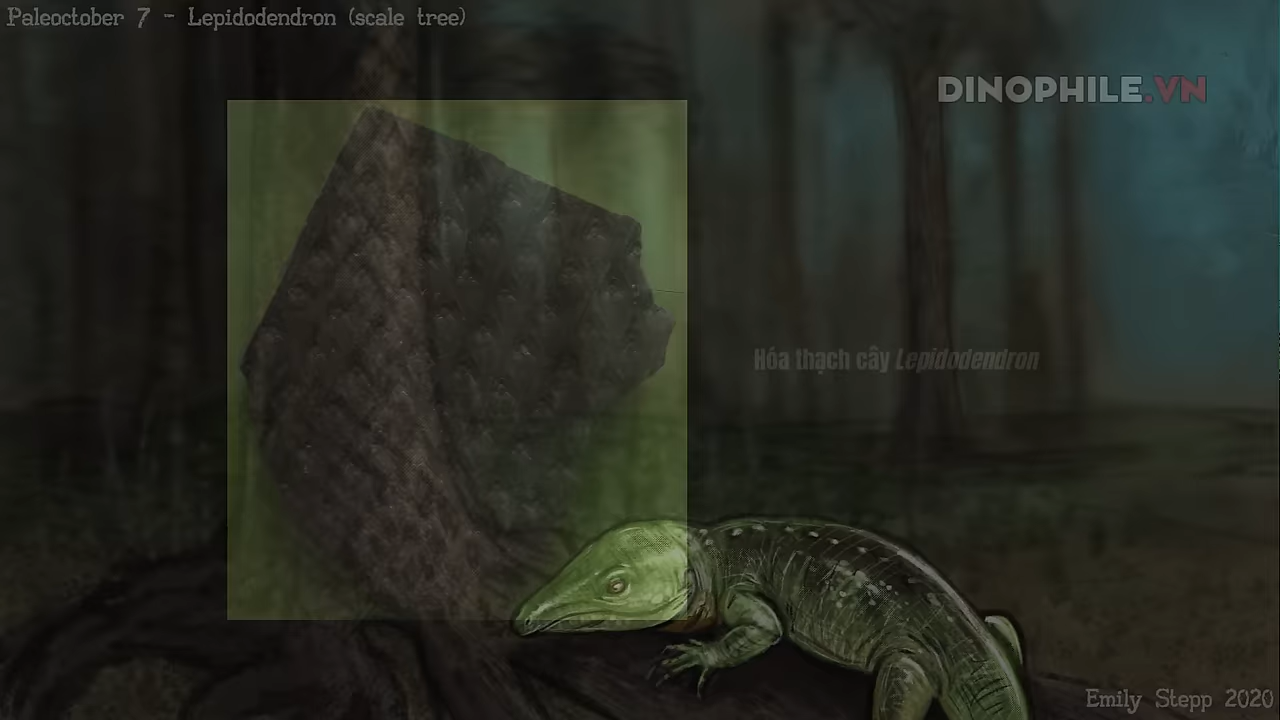 Paleoctober 7 - Lepidodendron (scale tree)
DINOPHILE.VN
Hóa thạch cây Lepidodendron
Emily Stepp 2020